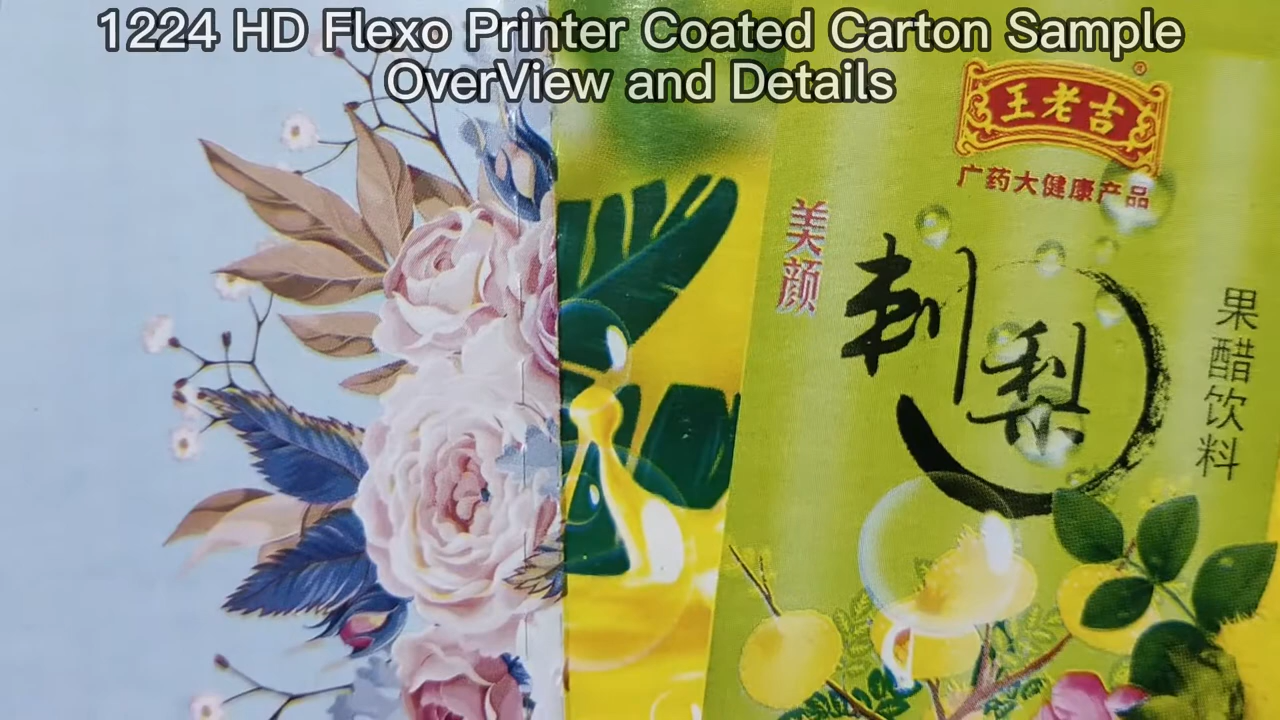 1224 HD Flexo Printer Coated Carton Sample
OverView and Details
王老吉
®
广药大健康产品
美颜
刺梨
果醋饮料